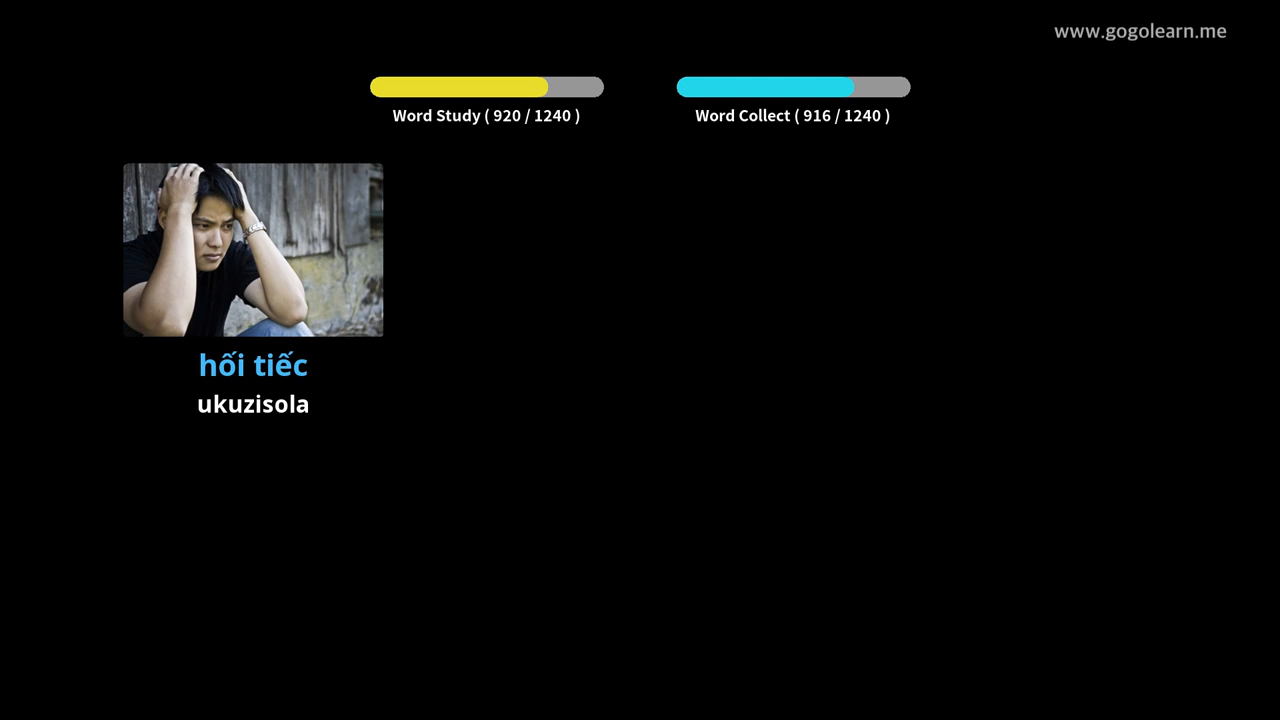 www.gogolearn.me
Word Study ( 920 / 1240 )
Word Collect ( 916 / 1240 )
hối tiếc
ukuzisola